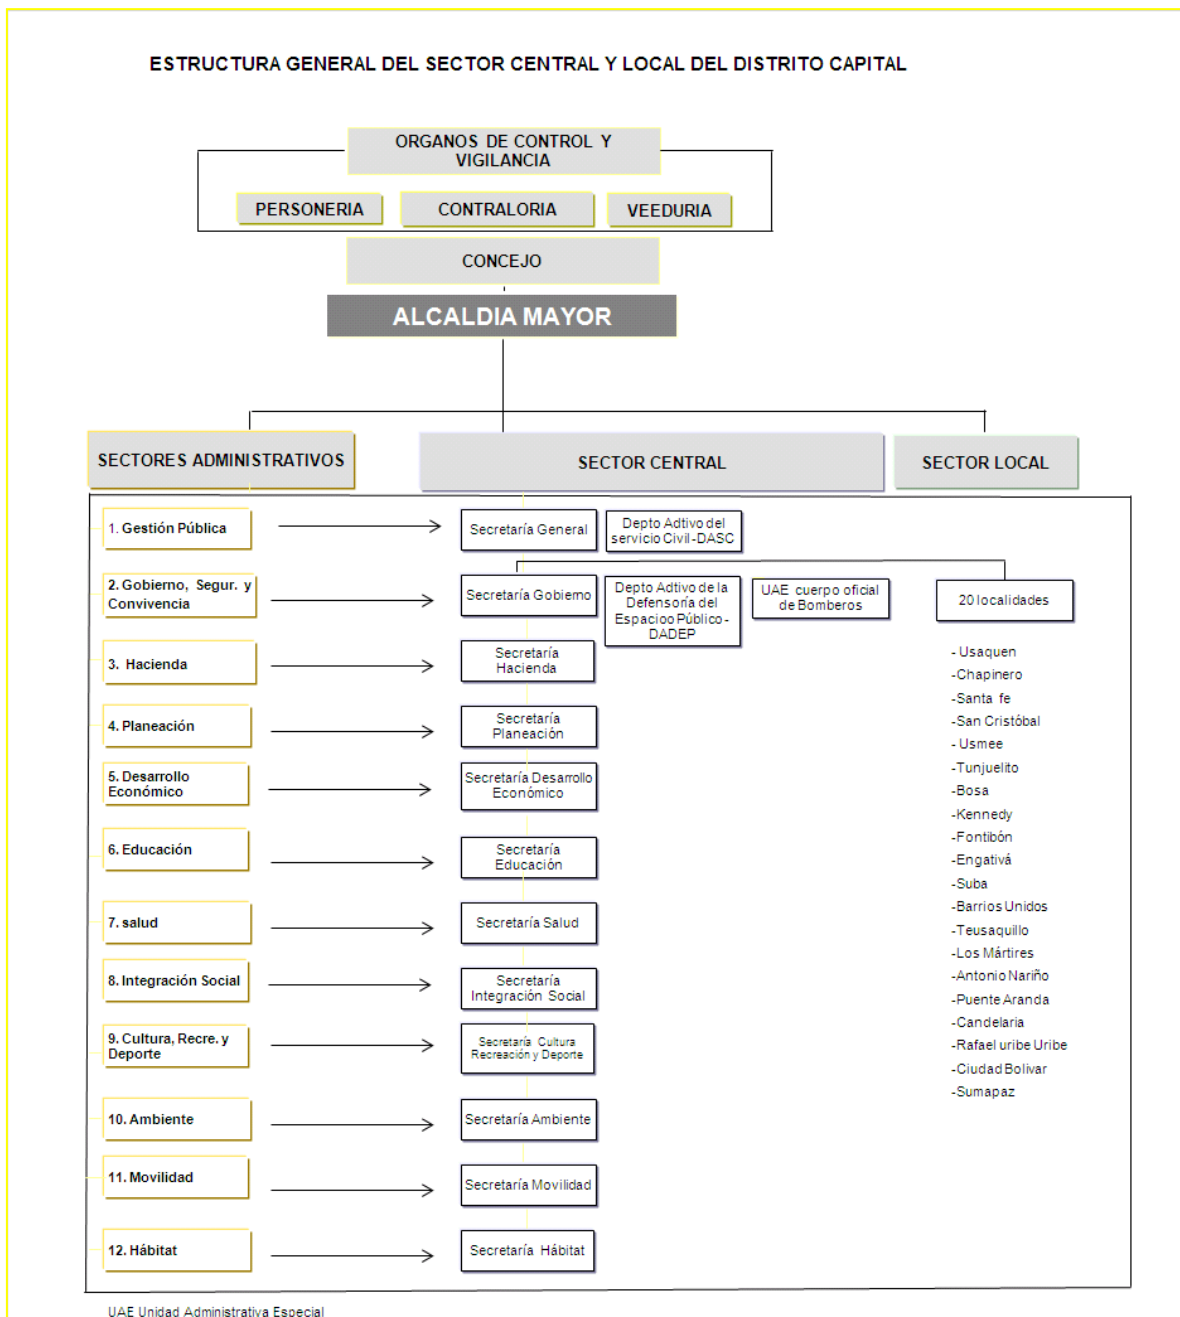 ESTRUCTURA GENERAL DEL SECTOR CENTRAL Y LOCAL DEL DISTRITO CAPITAL
ORGANOS DE CONTROL Y
VIGILANCIA
PERSONERIA
CONTRALORIA
VEEDURIA
CONCEJO
ALCALDIA MAYOR
SECTORES ADMINISTRATIVOS
SECTOR CENTRAL
SECTOR LOCAL
1. Gestión Pública
Secretaría General
Depto Adtivo del
servicio Civil-DASC
2. Gobierno, Segur. y
Convivencia
Secretaría Gobierno
Depto Adtivo de la
Defensoría del
Espacioo Público -
DADEP
UAE cuerpo oficial
de Bomberos
20 localidades
3. Hacienda
Secretaría
Hacienda
4. Planeación
Secretaría
Planeación
5. Desarrollo
Económico
Secretaría Desarrollo
Económico
6. Educación
Secretaría
Educación
7. salud
Secretaría Salud
8. Integración Social
Secretaría
Integración Social
9. Cultura, Recre. y
Deporte
Secretaría Cultura
Recreación y Deporte
10. Ambiente
Secretaría Ambiente
11. Movilidad
Secretaría Movilidad
12. Hábitat
Secretaría Hábitat
- Usaquen
-Chapinero
-Santa fe
-San Cristóbal
- Usmee
-Tunjuelito
-Bosa
-Kennedy
-Fontibón
-Engativá
-Suba
-Barrios Unidos
-Teusaquillo
-Los Mártires
-Antonio Nariño
-Puente Aranda
-Candelaria
-Rafael uribe Uribe
-Ciudad Bolivar
-Sumapaz
UAE Unidad Administrativa Especial